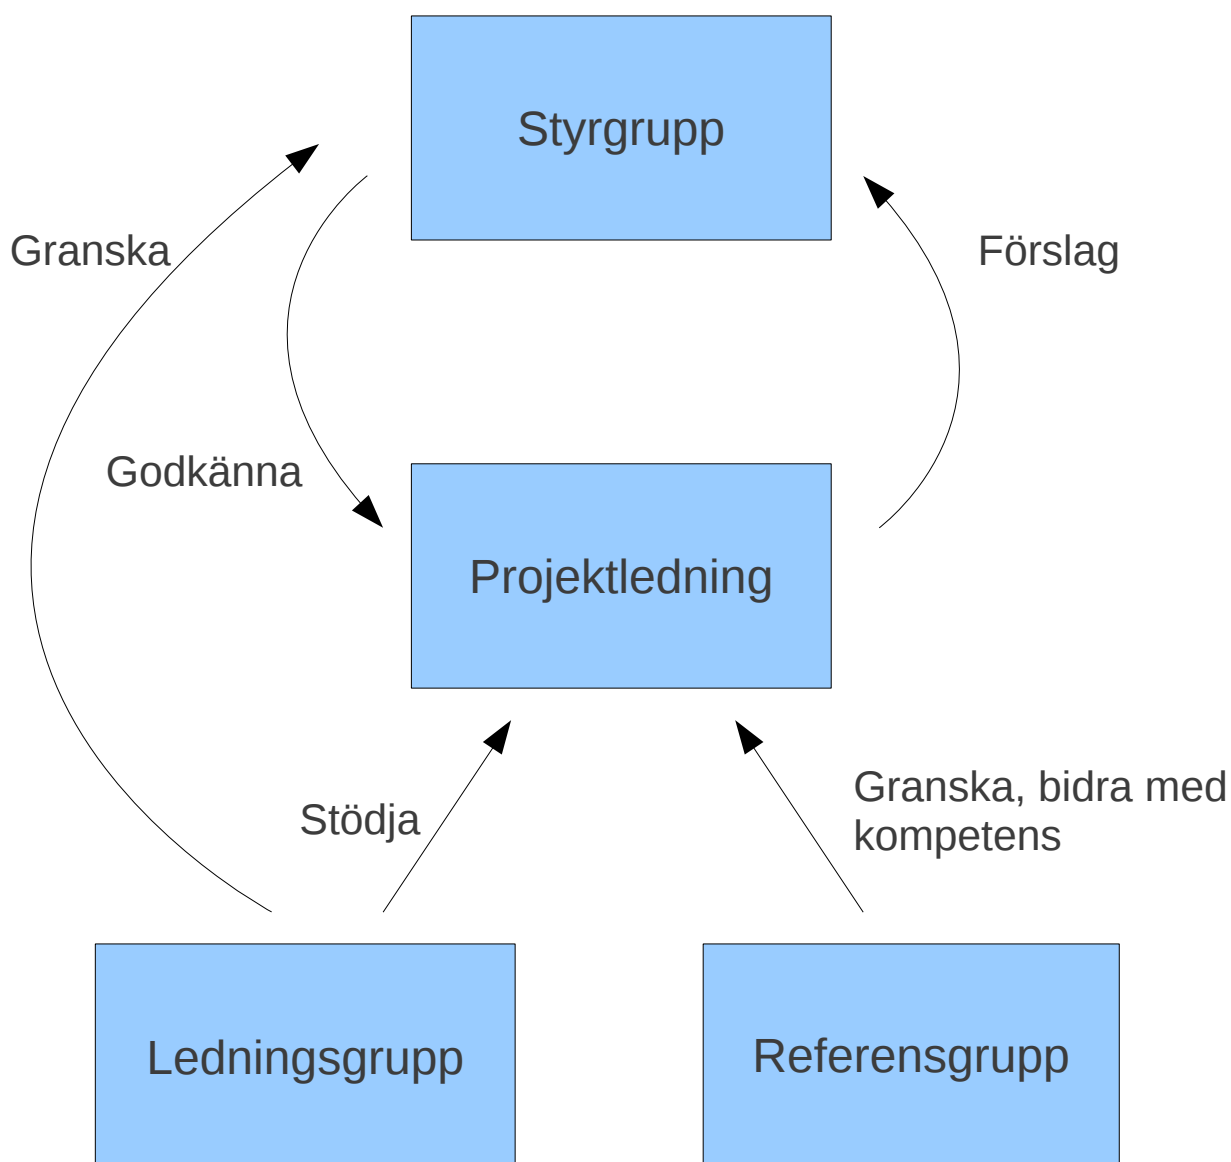 Styrgrupp
Granska
Förslag
Godkänna
Projektledning
Stödja
Granska, bidra med
kompetens
Ledningsgrupp
Referensgrupp